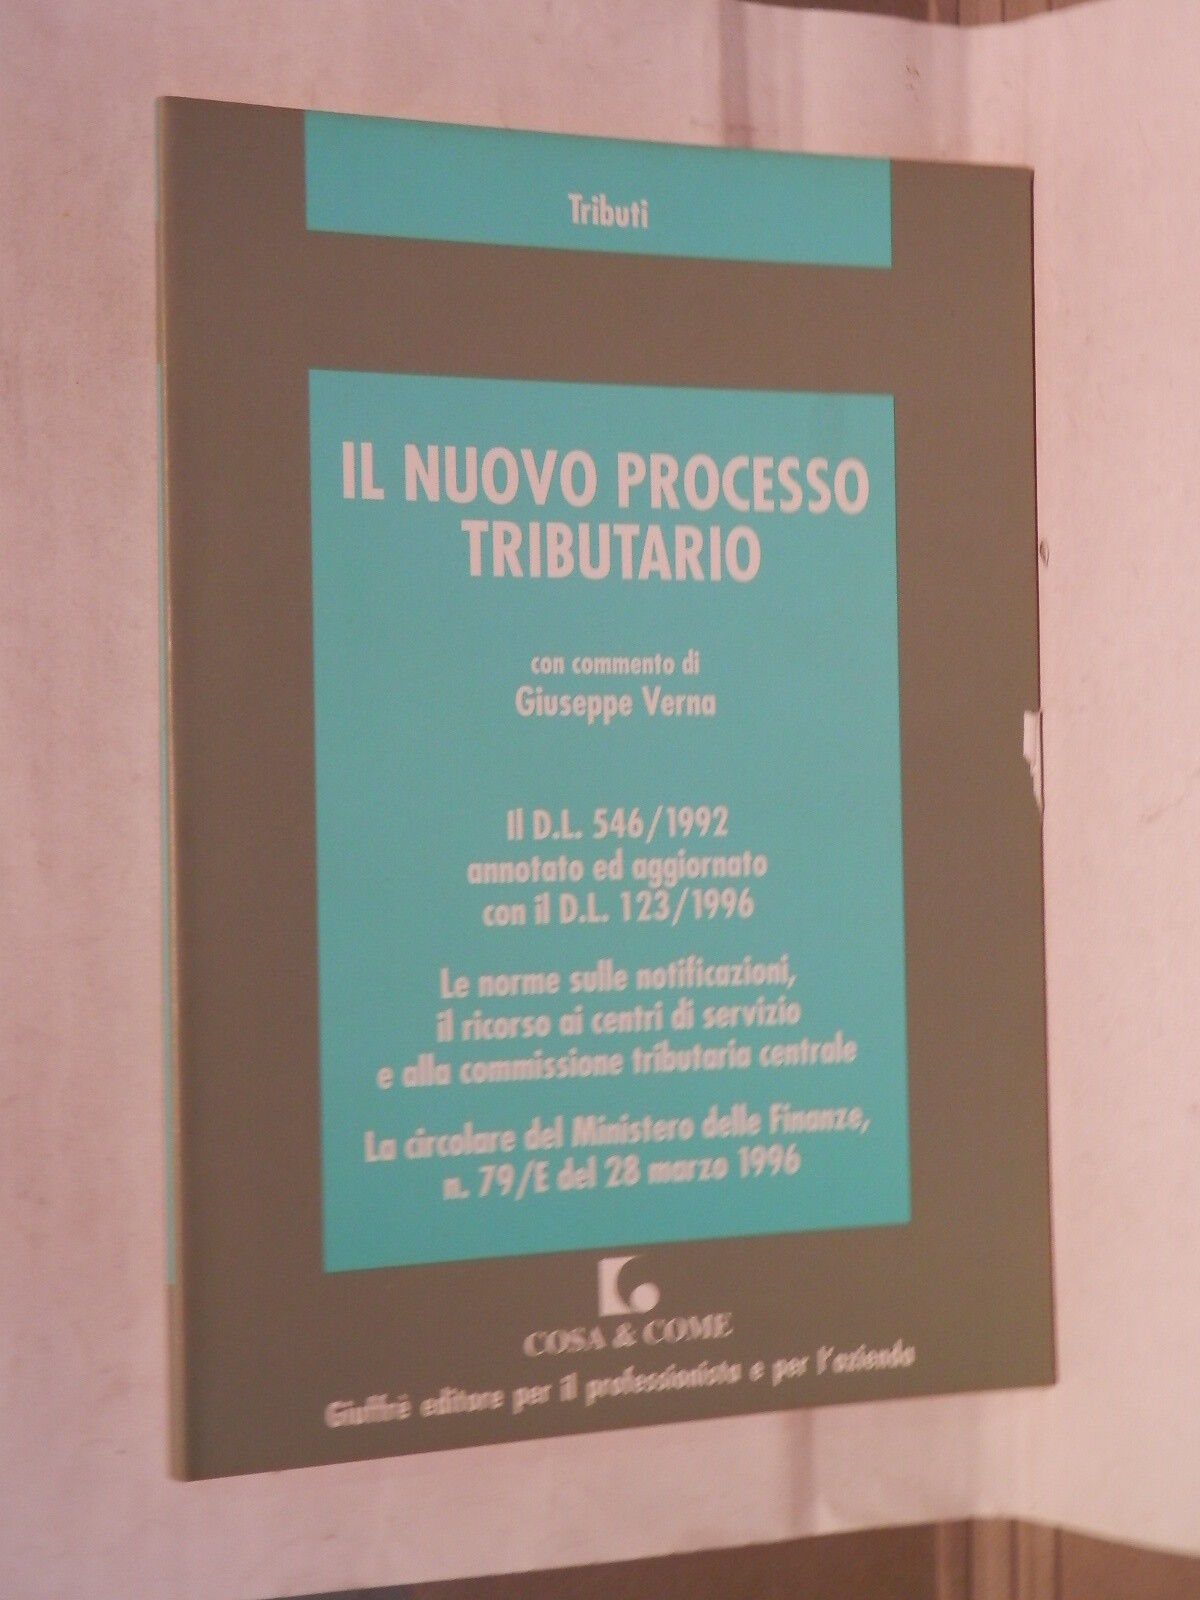 Tributi
IL NUOVO PROCESSO
TRIBUTARIO
con commento di
Giuseppe Verna
Il D.L. 546/1992
annotato ed aggiornato
con il D.L. 123/1996
Le norme sulle notificazioni,
il ricorso ai centri di servizio
e alla commissione tributaria centrale
La circolare del Ministero delle Finanze,
n. 79/E del 28 marzo 1996
COSA & COME
Giuffrè editore per il professionista e per l'azienda